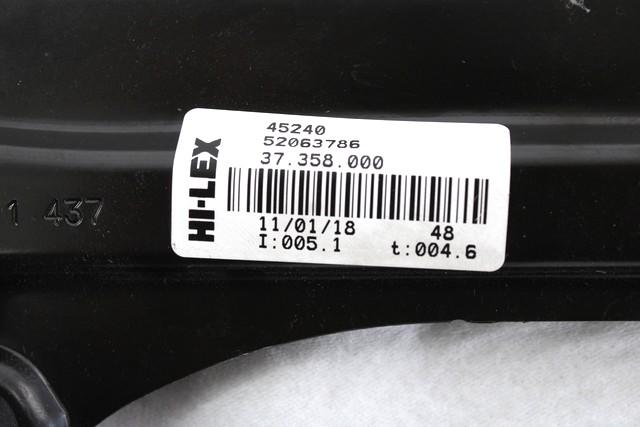 45240
52063786
37.358.000
HI-LEX
11/01/18 48
I:005.1 t:004.6
1 437